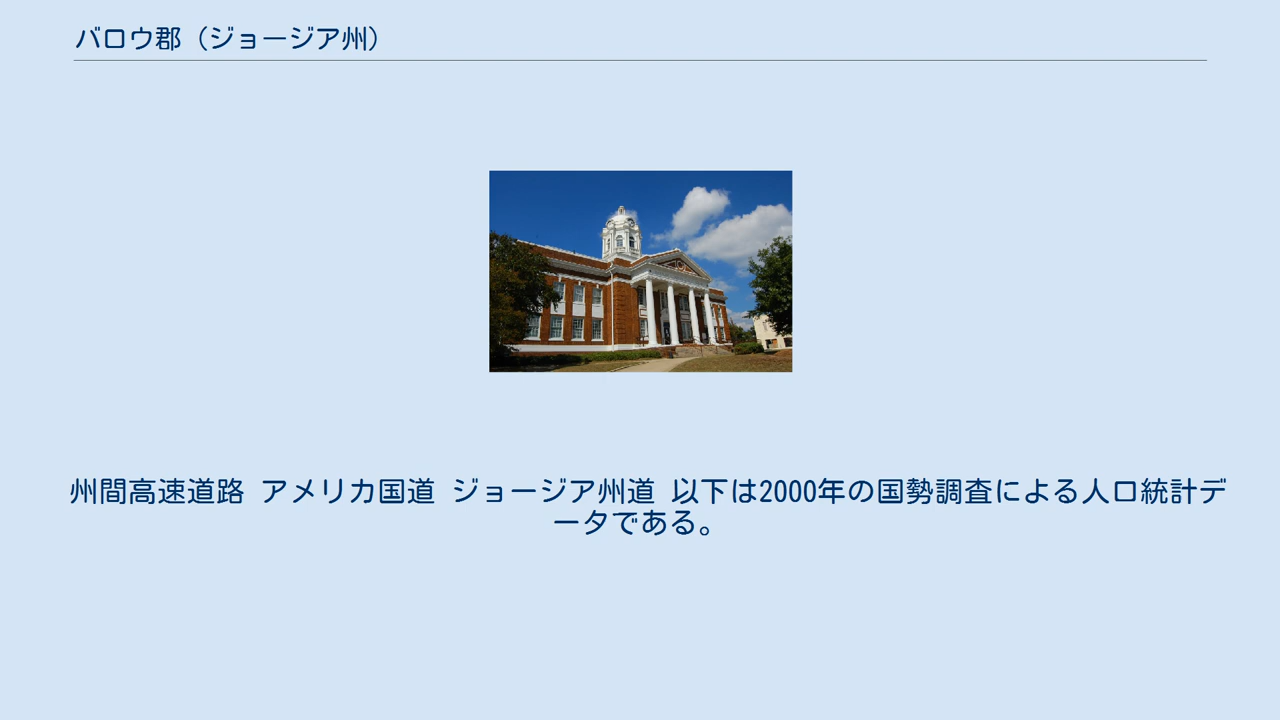 バロウ郡（ジョージア州）
州間高速道路 アメリカ国道 ジョージア州道 以下は2000年の国勢調査による人口統計デ
ータである。